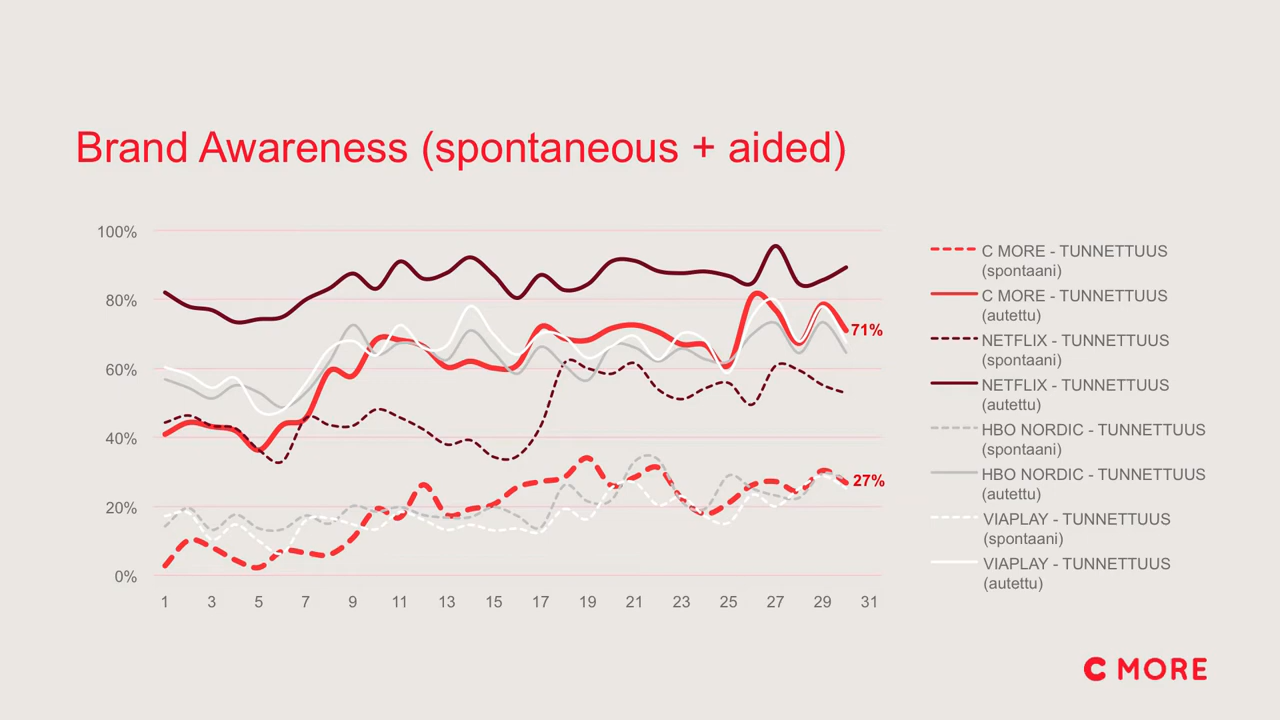 Brand Awareness (spontaneous + aided)
100%
80%
60%
40%
20%
0%
1 3 5 7 9 11 13 15 17 19 21 23 25 27 29 31
71%
27%
C MORE - TUNNETTUUS
(spontaani)
C MORE - TUNNETTUUS
(autettu)
NETFLIX - TUNNETTUUS
(spontaani)
NETFLIX - TUNNETTUUS
(autettu)
HBO NORDIC - TUNNETTUUS
(spontaani)
HBO NORDIC - TUNNETTUUS
(autettu)
VIAPLAY - TUNNETTUUS
(spontaani)
VIAPLAY - TUNNETTUUS
(autettu)
C MORE